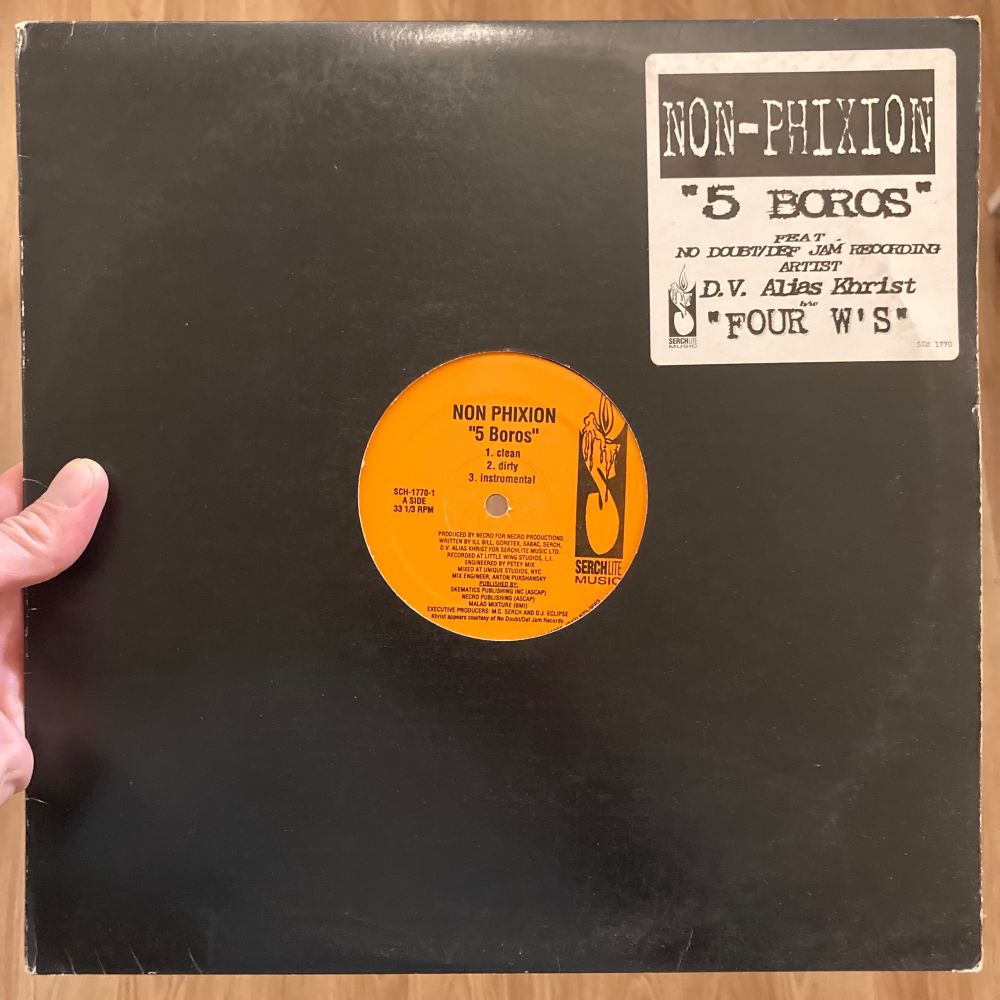 NON-PHIXION
"5 BOROS"
FEAT.
NO DOUBT/DEF JAM RECORDING
ARTIST
D.V. Alias Khrist
b/w
"FOUR W'S"
SERCHLITE
MUSIC
SCH 1770
NON PHIXION
"5 Boros"
1. clean
2. dirty
3. instrumental
SCH-1770-1
A SIDE
33 1/3 RPM
PRODUCED BY NECRO FOR NECRO PRODUCTIONS
WRITTEN BY ILL BILL, GORETEX, SABAC, SERCH,
D.V. ALIAS KHRIST FOR SERCHLITE MUSIC LTD.
RECORDED AT LITTLE WING STUDIOS, L.I.
ENGINEERED BY PETEY MIX
MIXED AT UNIQUE STUDIOS, NYC
MIX ENGINEER, ANTON PUKSHANSKY
PUBLISHED BY:
SKEMATICS PUBLISHING INC (ASCAP)
NECRO PUBLISHING (ASCAP)
MALAD MIXTURE (BMI)
EXECUTIVE PRODUCERS: M.C. SERCH AND D.J. ECLIPSE
Khrist appears courtesy of No Doubt/Def Jam Records
SERCHLITE
MUSIC